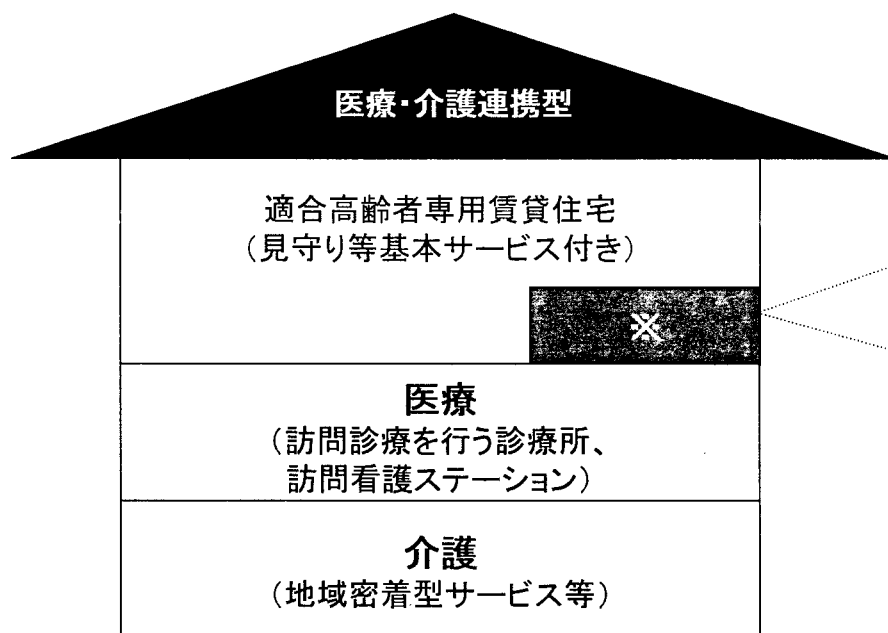 医療・介護連携型
適合高齢者専用賃貸住宅
（見守り等基本サービス付き）
※
医療
（訪問診療を行う診療所、
訪問看護ステーション）
介護
（地域密着型サービス等）